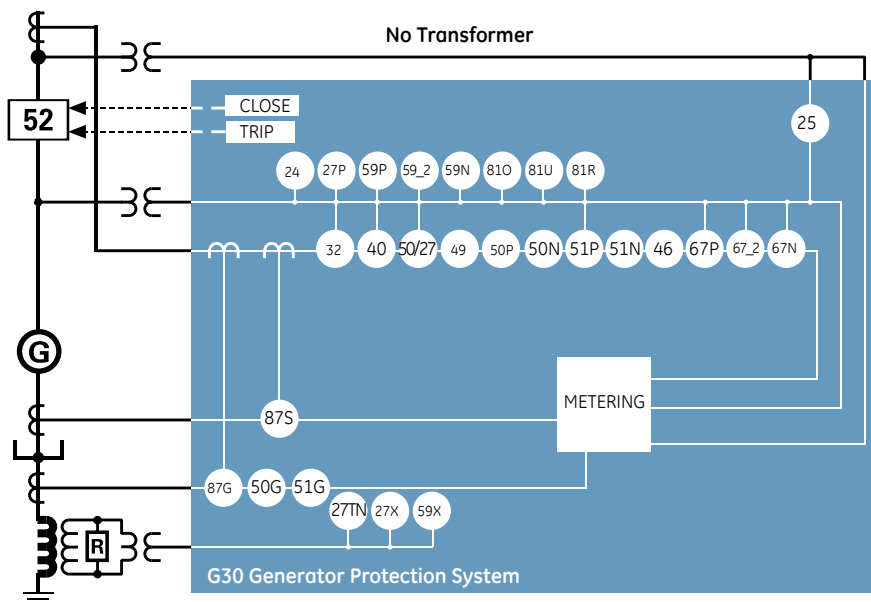 No Transformer
CLOSE
52
TRIP
25
24 27P 59P 59_2 59N 81O 81U 81R
32 40 50/27 49 50P 50N 51P 51N 46 67P 67_2 67N
G
METERING
87S
87G 50G 51G
27TN 27X 59X
R
G30 Generator Protection System